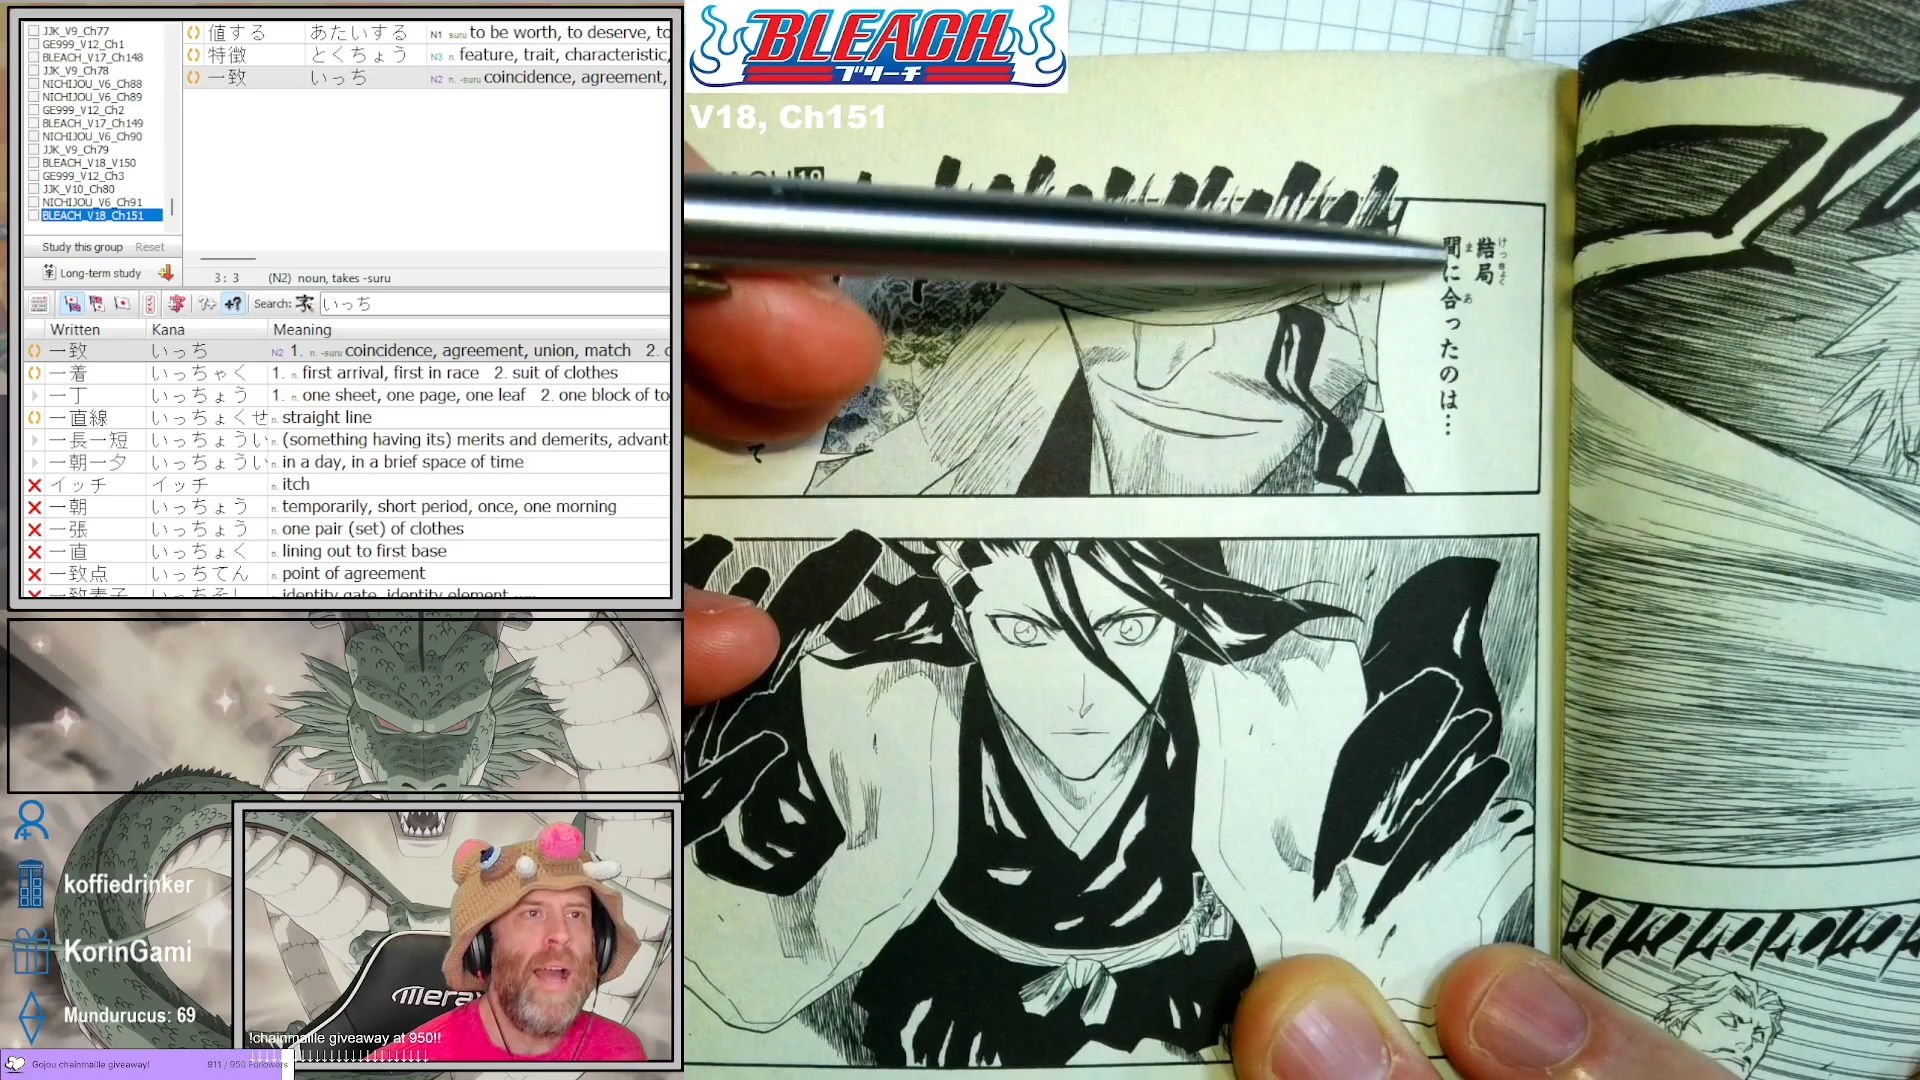 JJK_V9_Ch77
GE999_V12_Ch1
BLEACH_V17_Ch148
JJK_V9_Ch78
NICHIJOU_V6_Ch88
NICHIJOU_V6_Ch89
GE999_V12_Ch2
BLEACH_V17_Ch149
NICHIJOU_V6_Ch90
JJK_V9_Ch79
BLEACH_V18_V150
GE999_V12_Ch3
JJK_V10_Ch80
NICHIJOU_V6_Ch91
BLEACH_V18_Ch151
Study this group Reset
Long-term study
値する あたいする N1 suru to be worth, to deserve, to
特徴 とくちょう N3 n. feature, trait, characteristic,
一致 いっち N2 n. -suru coincidence, agreement,
3: 3 (N2) noun, takes -suru
Search: いっち
Written Kana Meaning
一致 いっち N2 1. n. -suru coincidence, agreement, union, match 2. c
一着 いっちゃく 1. n. first arrival, first in race 2. suit of clothes
一丁 いっちょう 1. n. one sheet, one page, one leaf 2. one block of to
一直線 いっちょくせ n. straight line
一長一短 いっちょうい n. (something having its) merits and demerits, advant
一朝一夕 いっちょうい n. in a day, in a brief space of time
イッチ イッチ n. itch
一朝 いっちょう n. temporarily, short period, once, one morning
一張 いっちょう n. one pair (set) of clothes
一直 いっちょく n. lining out to first base
一致点 いっちてん n. point of agreement
BLEACH
ブリーチ
V18, Ch151
結局
けっきょく
間に合ったのは…
ま あ
て
koffiedrinker
KorinGami
Mundurucus: 69
!chainmaille giveaway at 950!!
Gojou chainmaille giveaway! 911 / 950 Followers